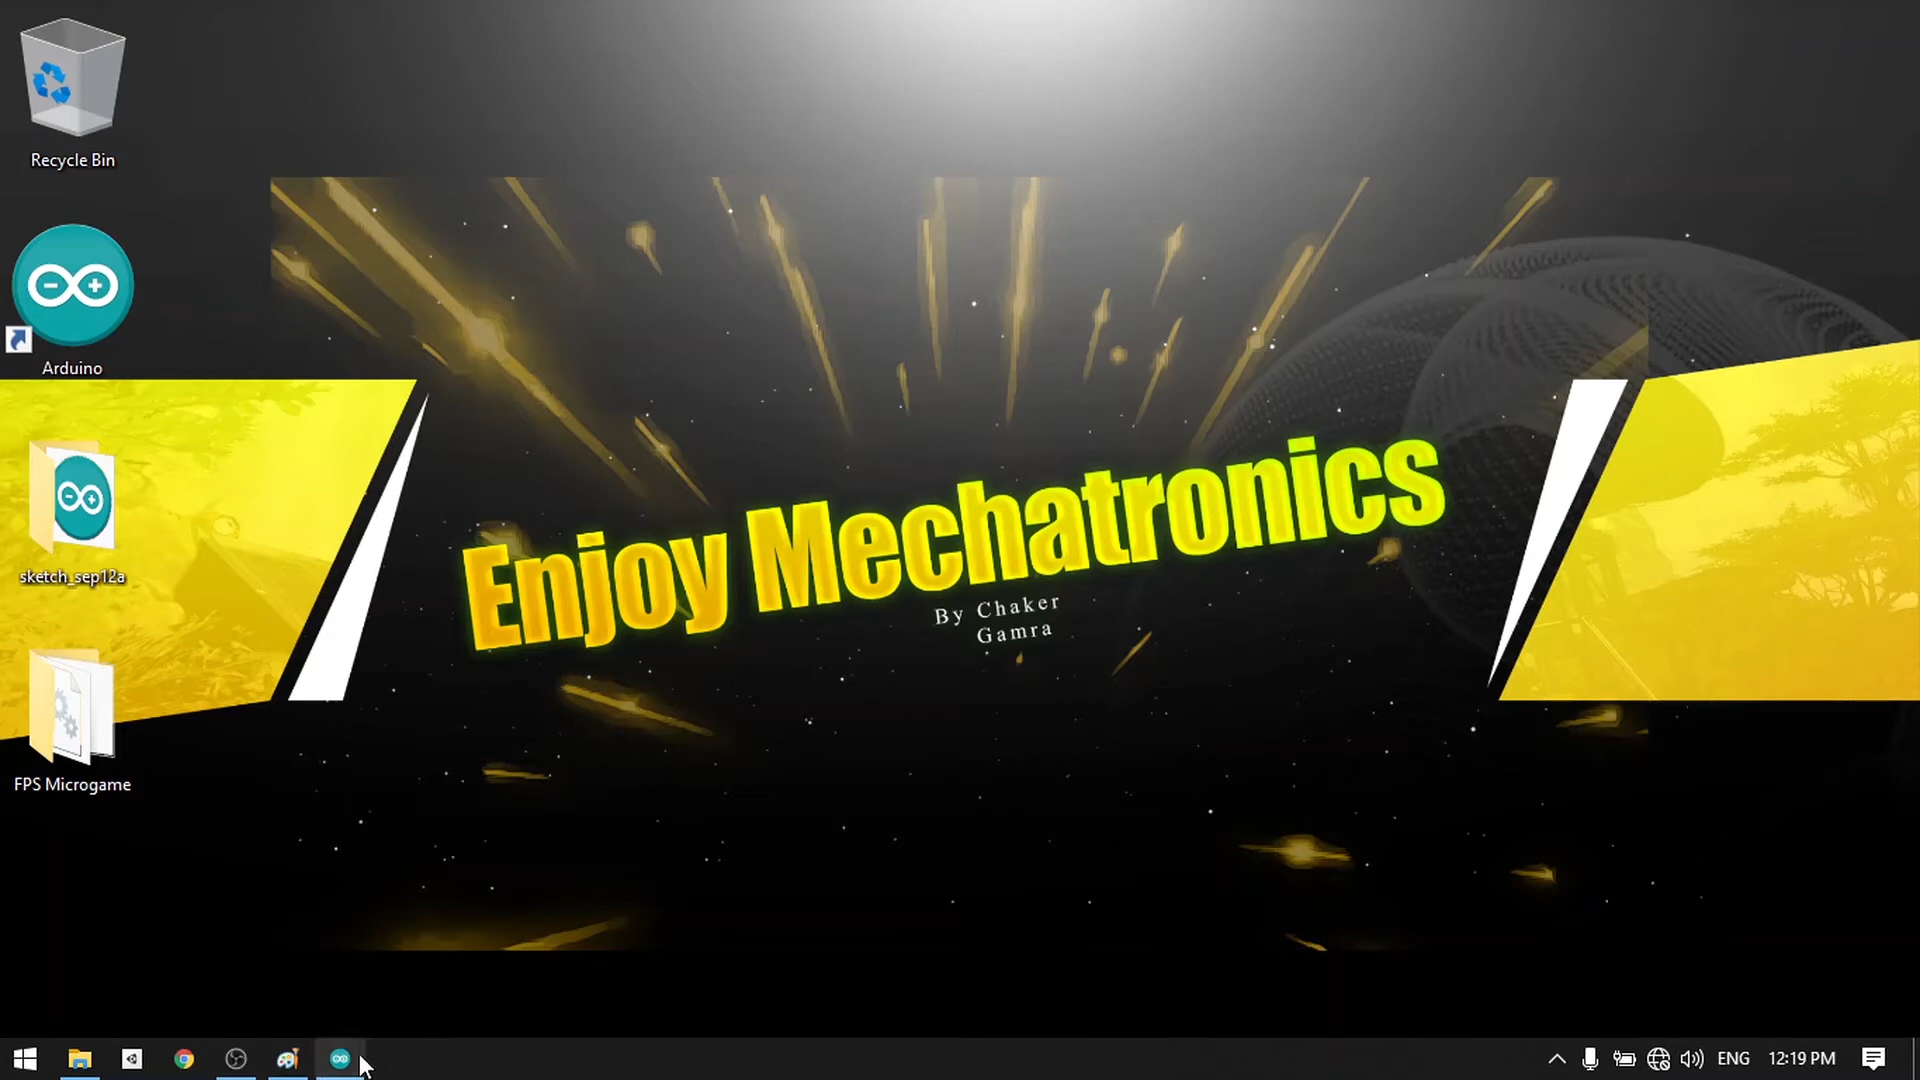 Recycle Bin
Arduino
sketch_sep12a
FPS Microgame
Enjoy Mechatronics
By Chaker
Gamra
ENG
12:19 PM